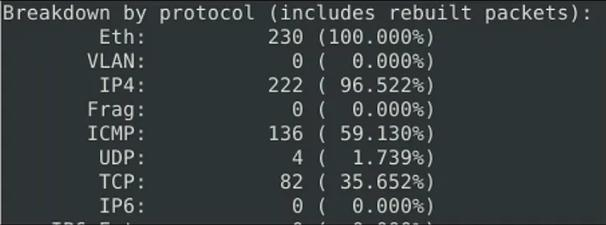 Breakdown by protocol (includes rebuilt packets):
Eth: 230 (100.000%)
VLAN: 0 ( 0.000%)
IP4: 222 ( 96.522%)
Frag: 0 ( 0.000%)
ICMP: 136 ( 59.130%)
UDP: 4 ( 1.739%)
TCP: 82 ( 35.652%)
IP6: 0 ( 0.000%)